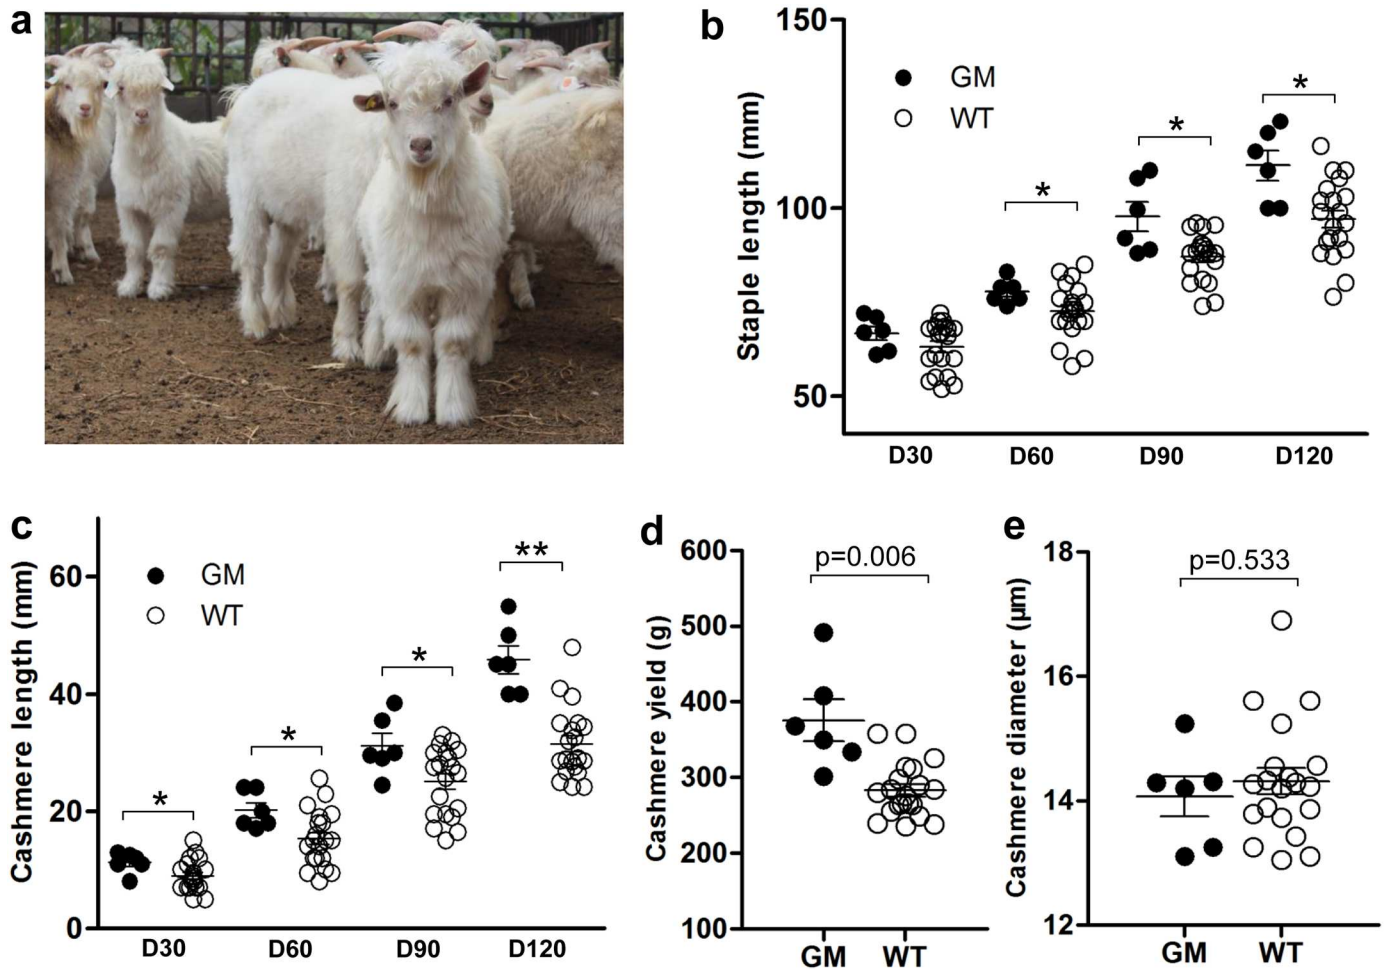 a
b
150
100
50
Staple length (mm)
GM
WT
*
*
*
D30 D60 D90 D120
c
60
40
20
0
Cashmere length (mm)
GM
WT
*
*
*
**
D30 D60 D90 D120
d
600
500
400
300
200
100
Cashmere yield (g)
p=0.006
GM WT
e
18
16
14
12
Cashmere diameter (μm)
p=0.533
GM WT